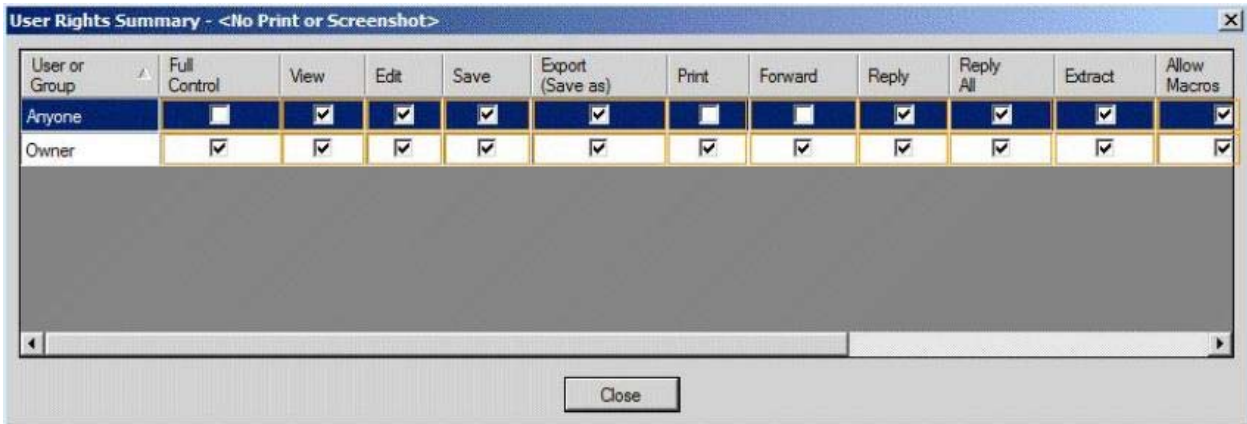 User Rights Summary - <No Print or Screenshot>
User or
Group
Full
Control
View
Edit
Save
Export
(Save as)
Print
Forward
Reply
Reply
All
Extract
Allow
Macros
Anyone
Owner
Close